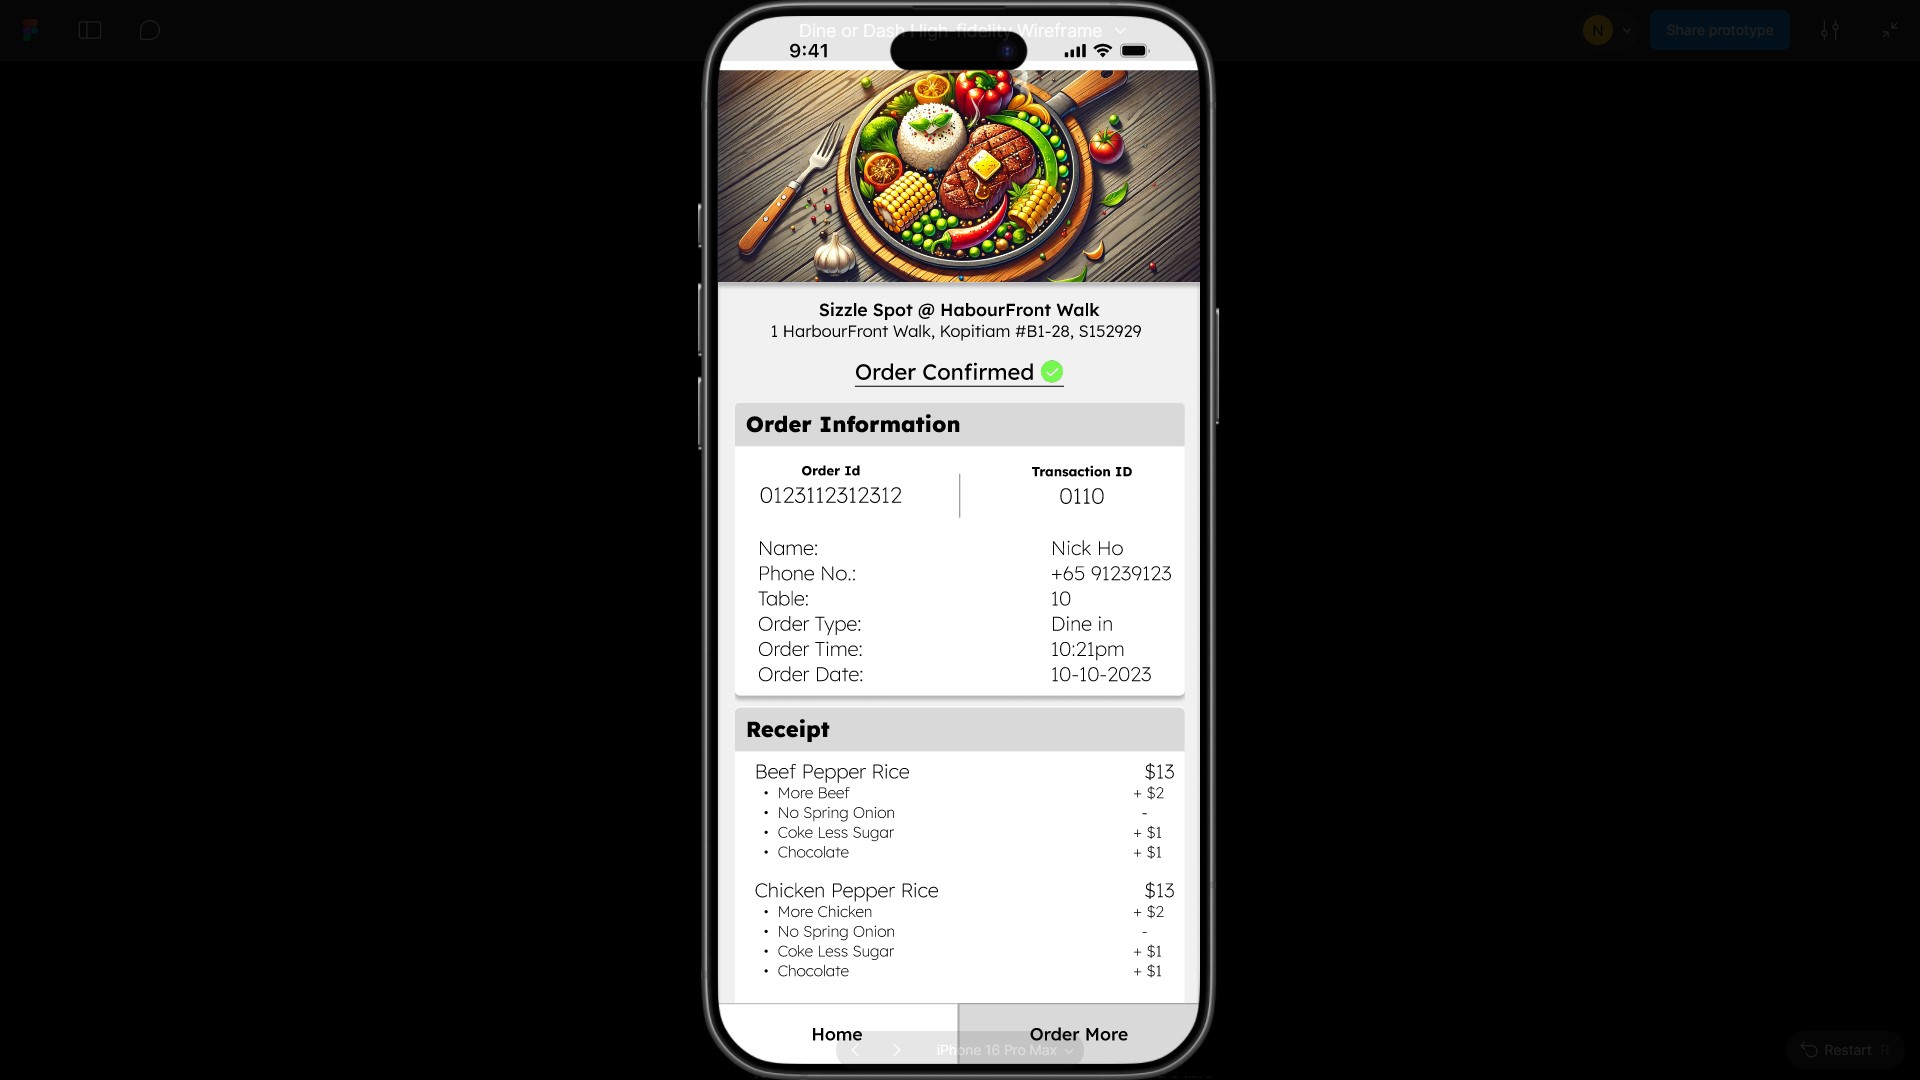 Dine or Dash High-fidelity Wireframe
N
Share prototype
9:41
Sizzle Spot @ HabourFront Walk
1 HarbourFront Walk, Kopitiam #B1-28, S152929
Order Confirmed
Order Information
Order Id
Transaction ID
0123112312312
0110
Name: Nick Ho
Phone No.: +65 91239123
Table: 10
Order Type: Dine in
Order Time: 10:21pm
Order Date: 10-10-2023
Receipt
Beef Pepper Rice $13
• More Beef + $2
• No Spring Onion -
• Coke Less Sugar + $1
• Chocolate + $1
Chicken Pepper Rice $13
• More Chicken + $2
• No Spring Onion -
• Coke Less Sugar + $1
• Chocolate + $1
Home
Order More
iPhone 16 Pro Max
Restart R